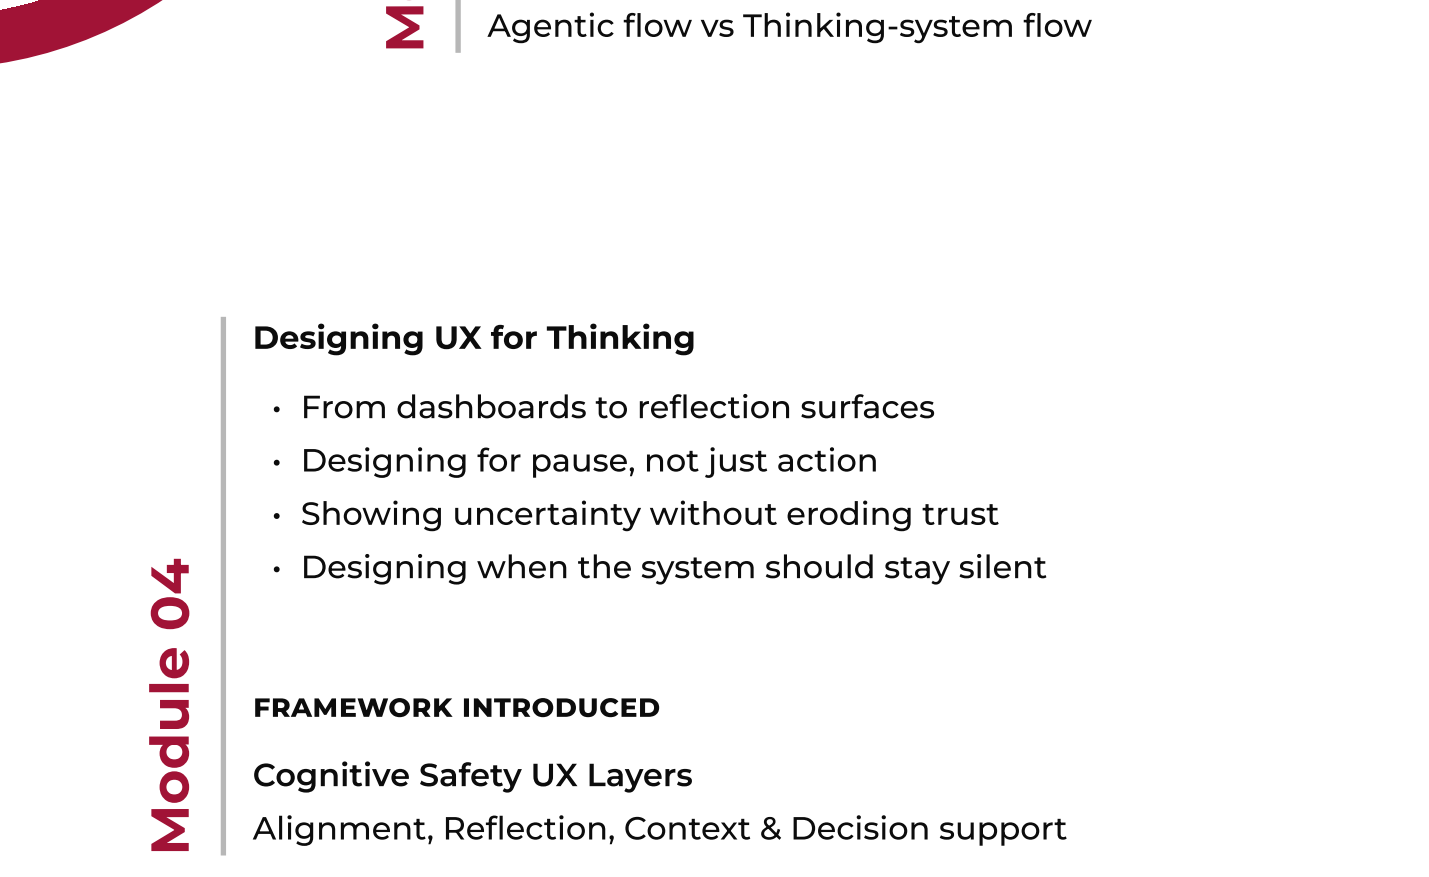 Agentic flow vs Thinking-system flow
Module 04
Designing UX for Thinking
• From dashboards to reflection surfaces
• Designing for pause, not just action
• Showing uncertainty without eroding trust
• Designing when the system should stay silent
FRAMEWORK INTRODUCED
Cognitive Safety UX Layers
Alignment, Reflection, Context & Decision support